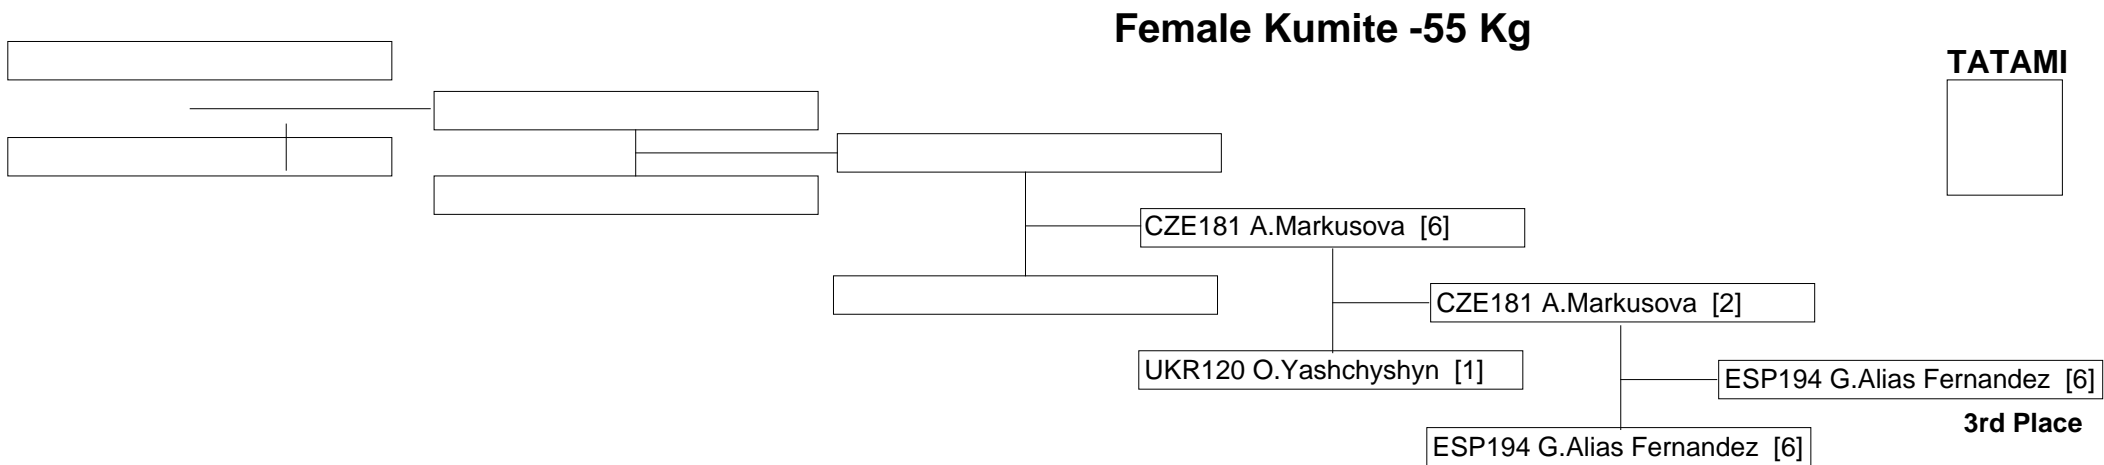 Female Kumite -55 Kg
TATAMI
CZE181 A.Markusova [6]
CZE181 A.Markusova [2]
UKR120 O.Yashchyshyn [1]
ESP194 G.Alias Fernandez [6]
3rd Place
ESP194 G.Alias Fernandez [6]